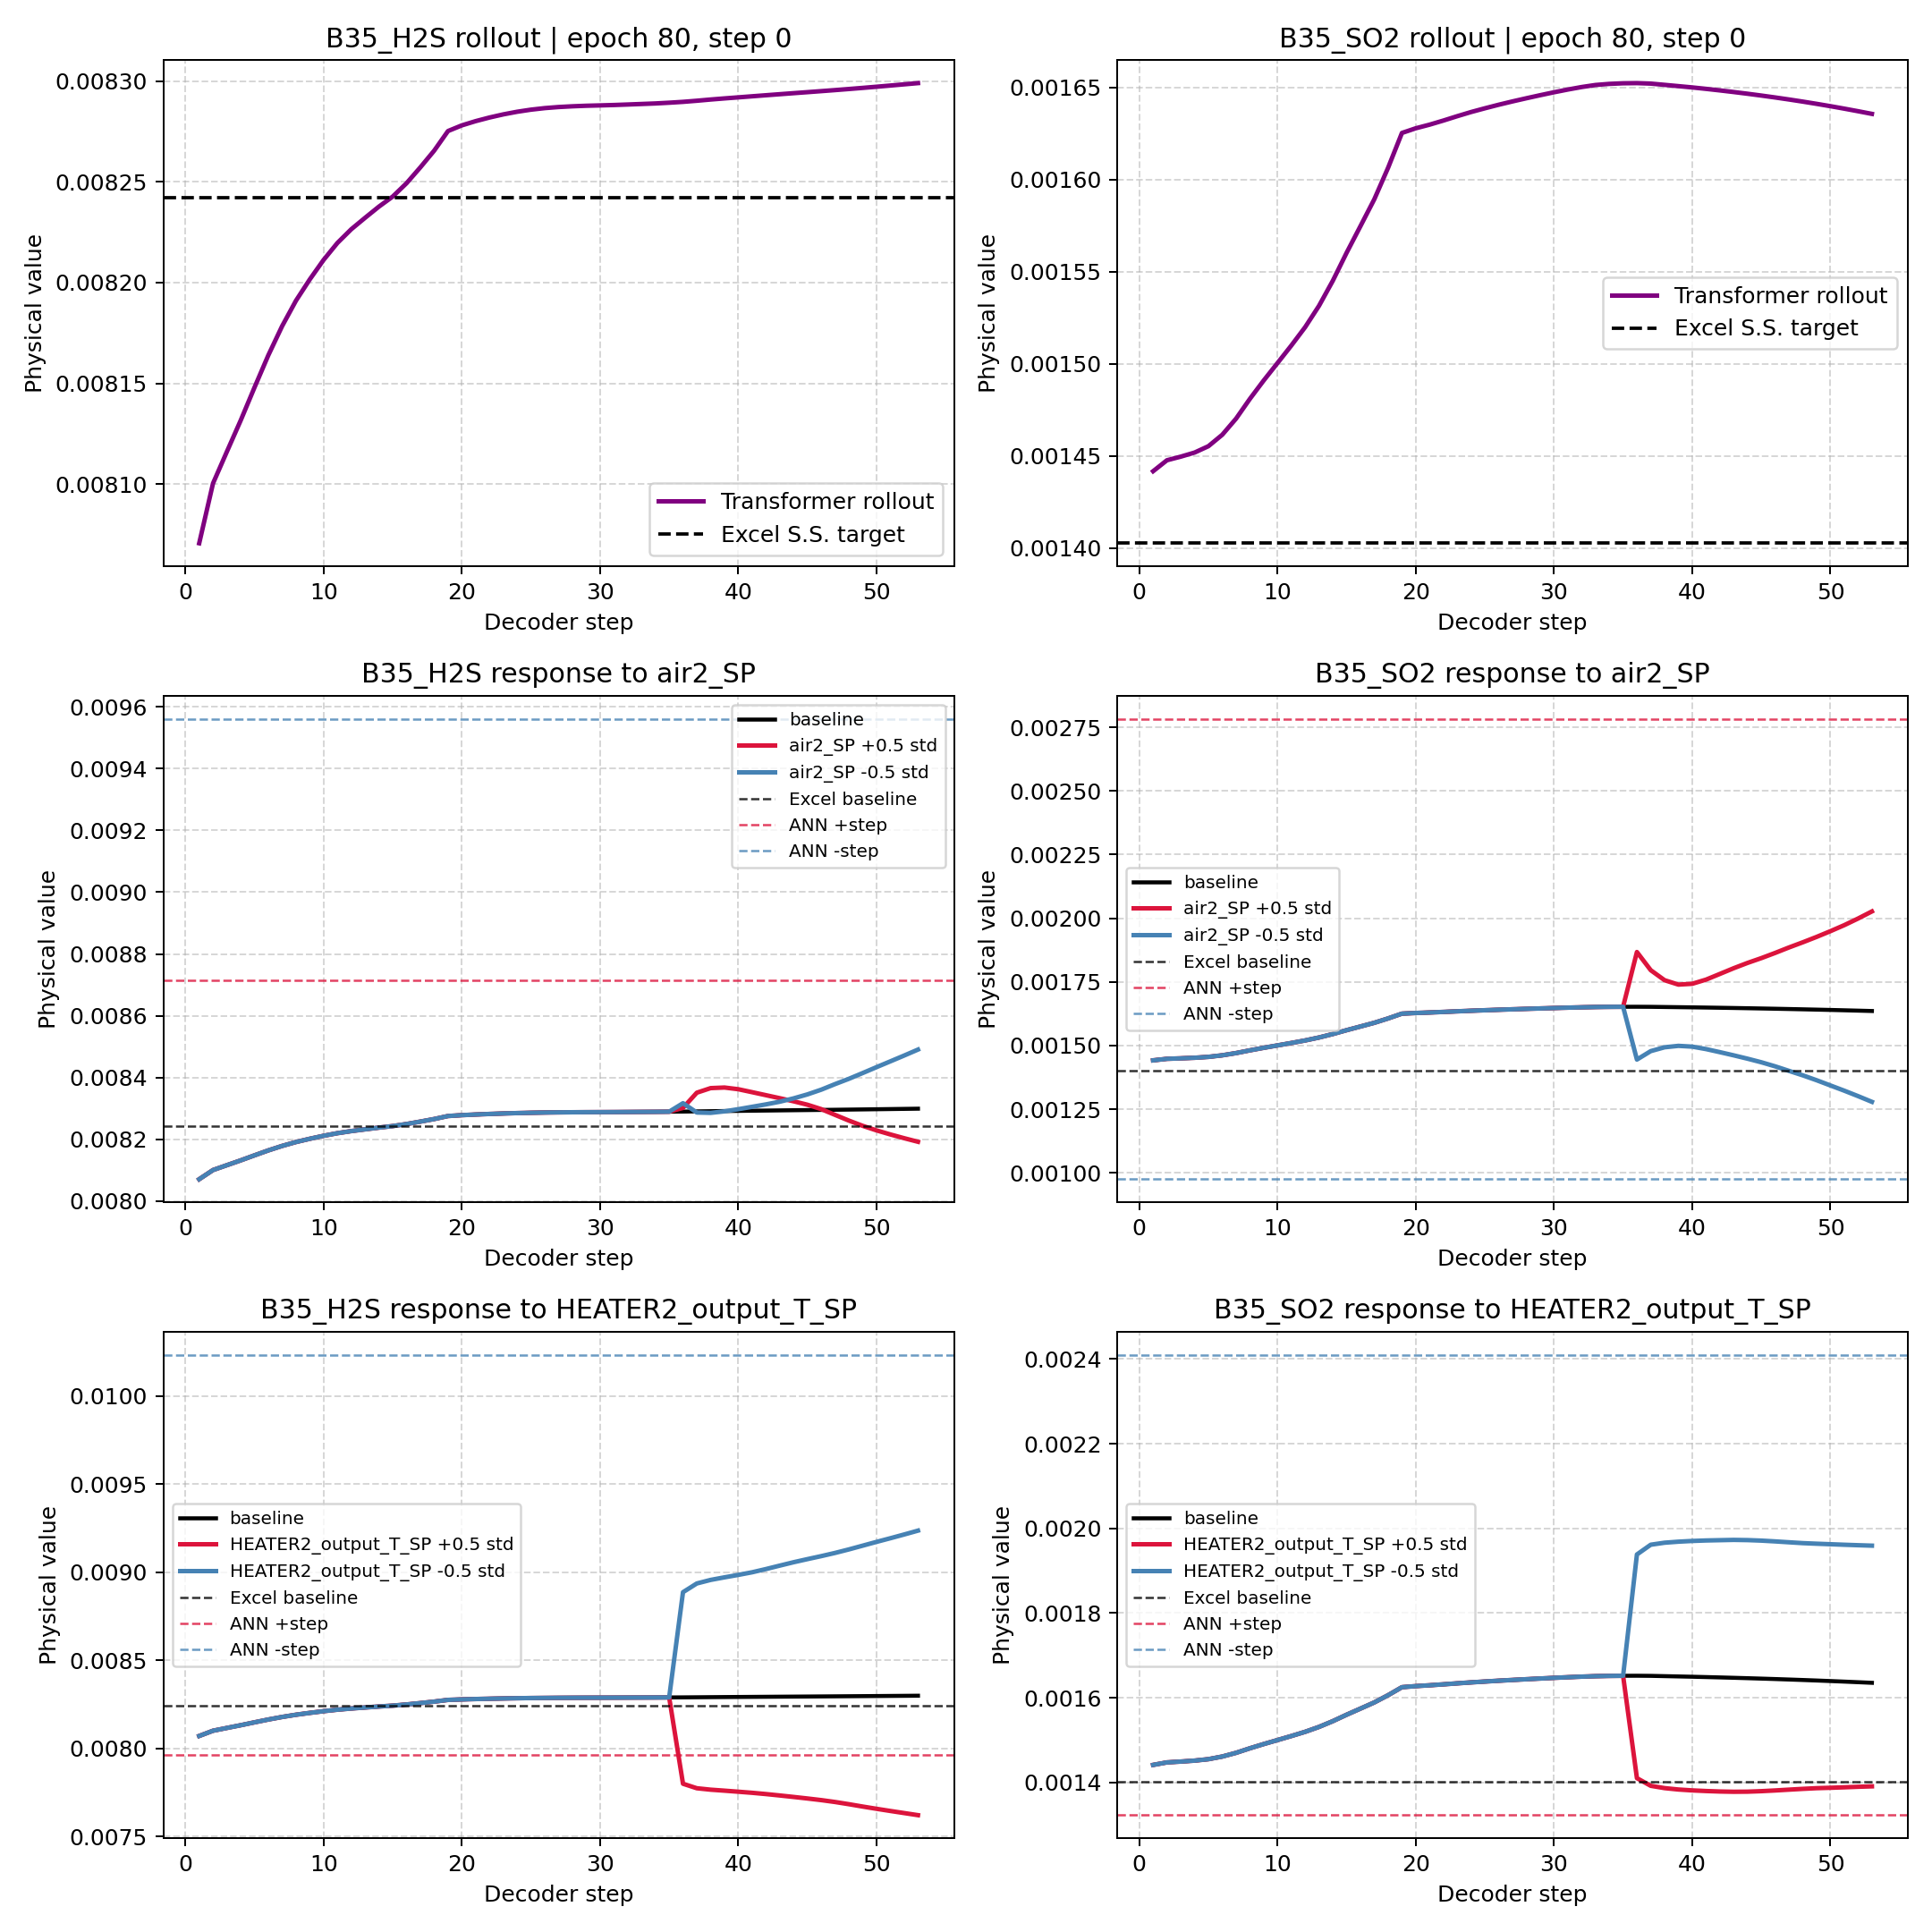 B35_H2S rollout | epoch 80, step 0
Physical value
0.00830
0.00825
0.00820
0.00815
0.00810
Transformer rollout
Excel S.S. target
0 10 20 30 40 50
Decoder step
B35_SO2 rollout | epoch 80, step 0
Physical value
0.00165
0.00160
0.00155
0.00150
0.00145
0.00140
Transformer rollout
Excel S.S. target
0 10 20 30 40 50
Decoder step
B35_H2S response to air2_SP
Physical value
0.0096
0.0094
0.0092
0.0090
0.0088
0.0086
0.0084
0.0082
0.0080
baseline
air2_SP +0.5 std
air2_SP -0.5 std
Excel baseline
ANN +step
ANN -step
0 10 20 30 40 50
Decoder step
B35_SO2 response to air2_SP
Physical value
0.00275
0.00250
0.00225
0.00200
0.00175
0.00150
0.00125
0.00100
baseline
air2_SP +0.5 std
air2_SP -0.5 std
Excel baseline
ANN +step
ANN -step
0 10 20 30 40 50
Decoder step
B35_H2S response to HEATER2_output_T_SP
Physical value
0.0100
0.0095
0.0090
0.0085
0.0080
0.0075
baseline
HEATER2_output_T_SP +0.5 std
HEATER2_output_T_SP -0.5 std
Excel baseline
ANN +step
ANN -step
0 10 20 30 40 50
Decoder step
B35_SO2 response to HEATER2_output_T_SP
Physical value
0.0024
0.0022
0.0020
0.0018
0.0016
0.0014
baseline
HEATER2_output_T_SP +0.5 std
HEATER2_output_T_SP -0.5 std
Excel baseline
ANN +step
ANN -step
0 10 20 30 40 50
Decoder step